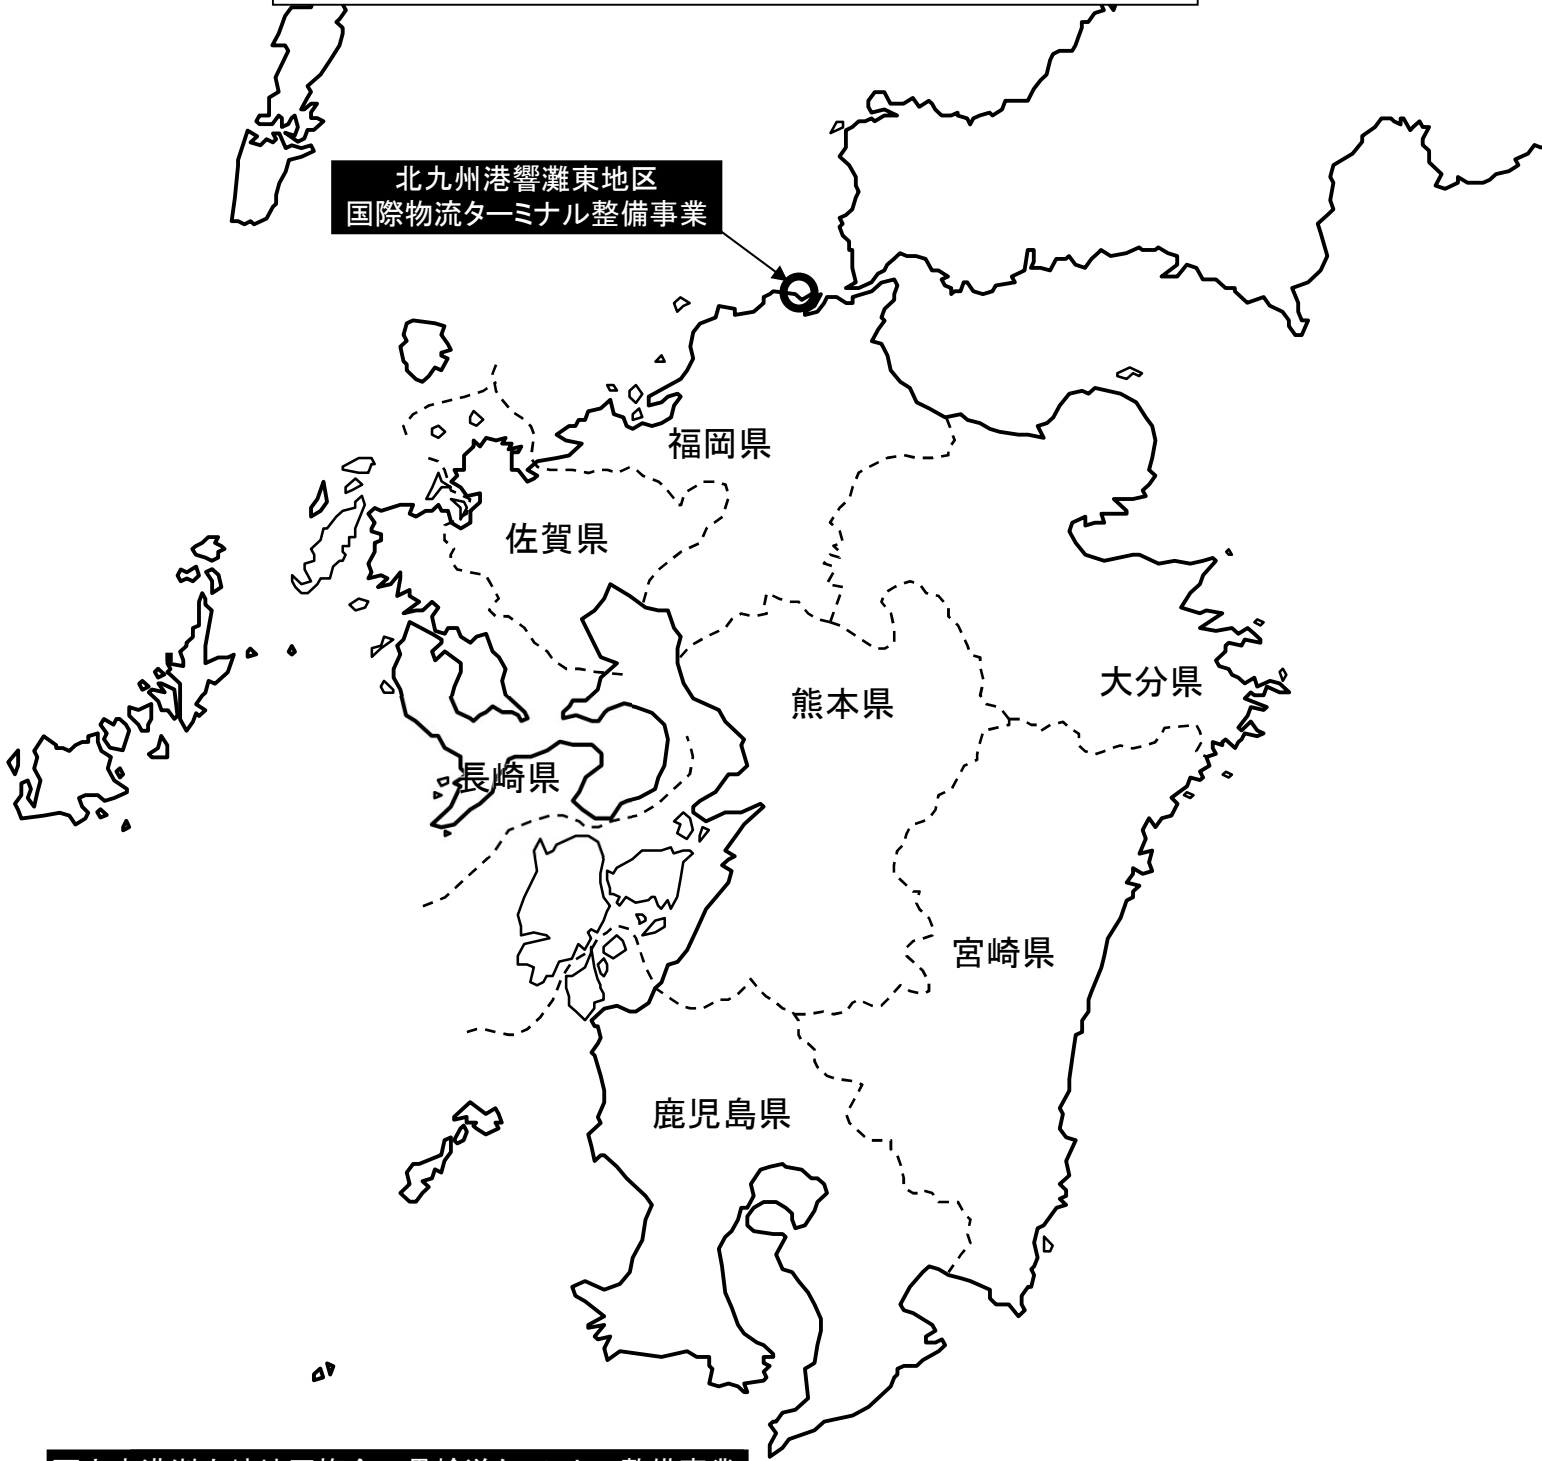 北九州港響灘東地区
国際物流ターミナル整備事業
福岡県
佐賀県
大分県
熊本県
長崎県
宮崎県
鹿児島県